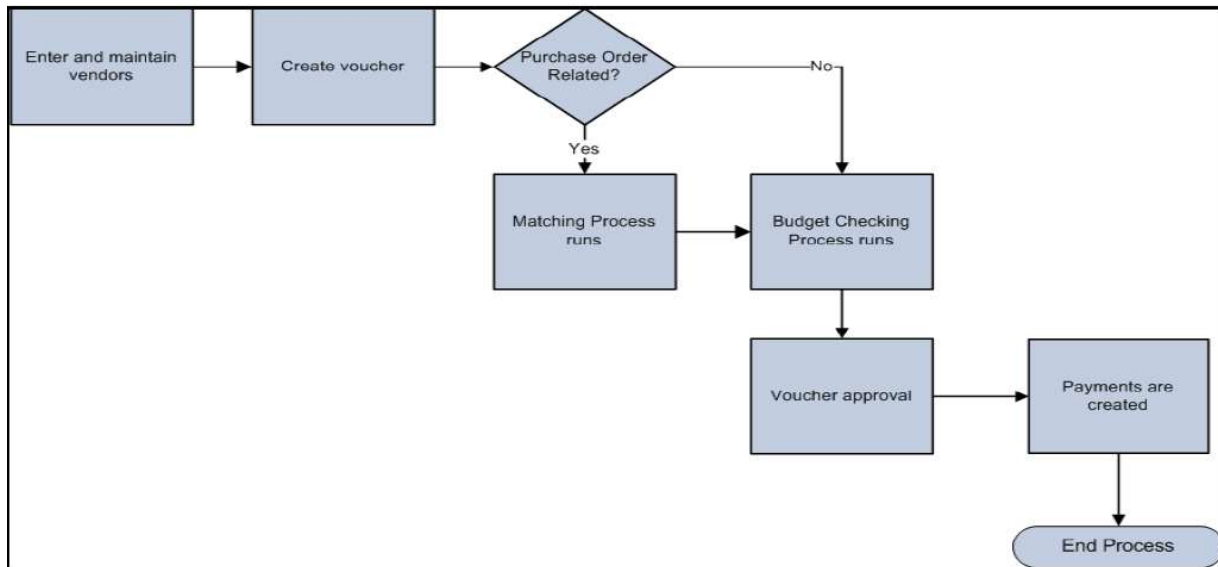 Enter and maintain
vendors
Create voucher
Purchase Order
Related?
No
Yes
Matching Process
runs
Budget Checking
Process runs
Voucher approval
Payments are
created
End Process